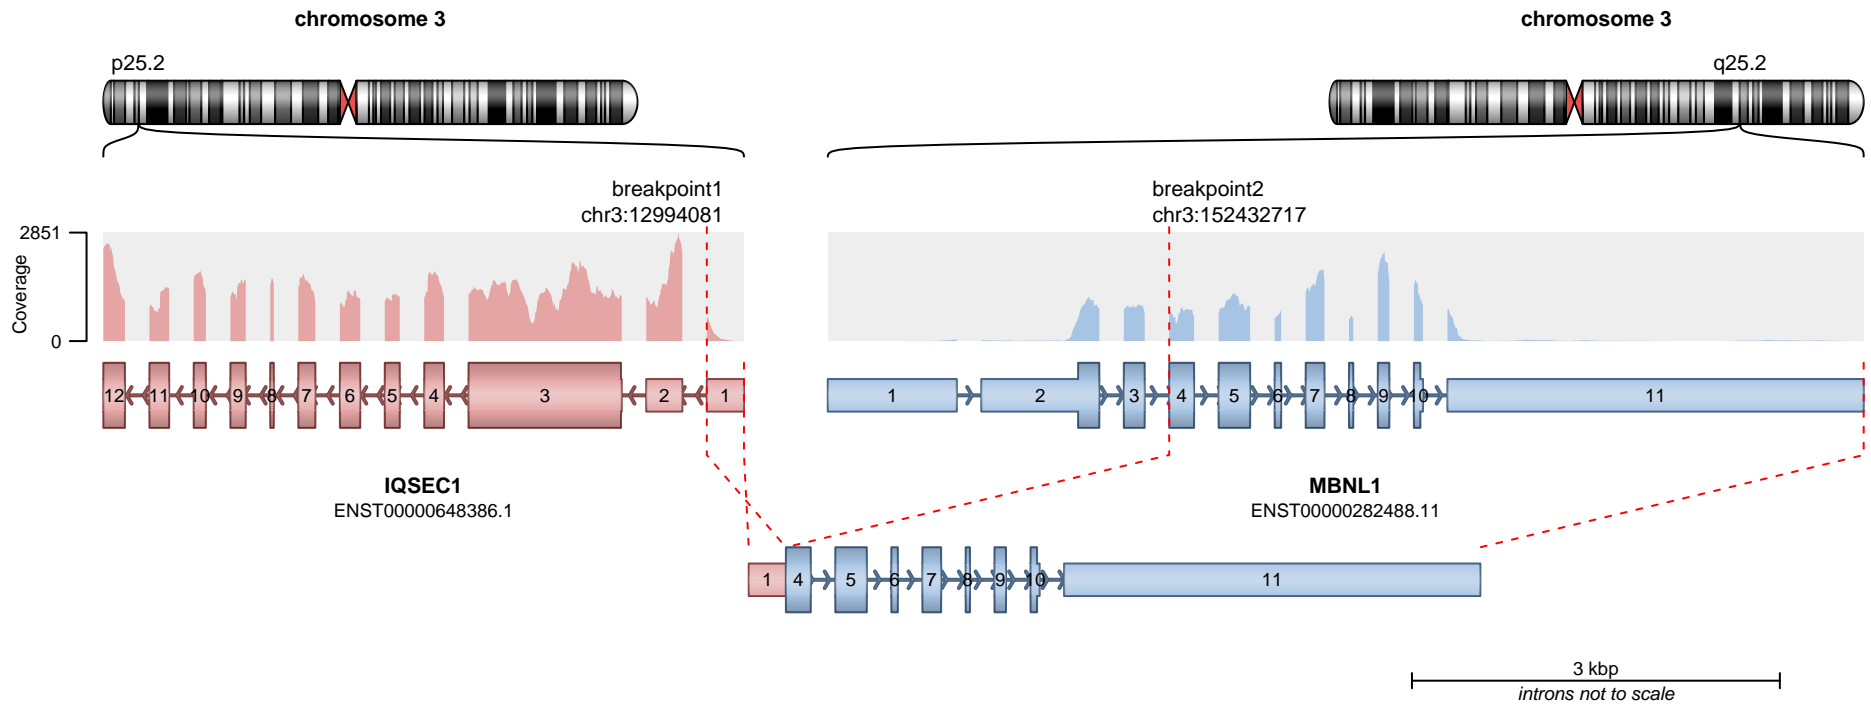 chromosome 3
chromosome 3
p25.2
q25.2
breakpoint1
chr3:12994081
breakpoint2
chr3:152432717
2851
Coverage
0
12 11 10 9 8 7 6 5 4 3 2 1
1 2 3 4 5 6 7 8 9 10 11
IQSEC1
ENST00000648386.1
MBNL1
ENST00000282488.11
1 4 5 6 7 8 9 10 11
3 kbp
introns not to scale